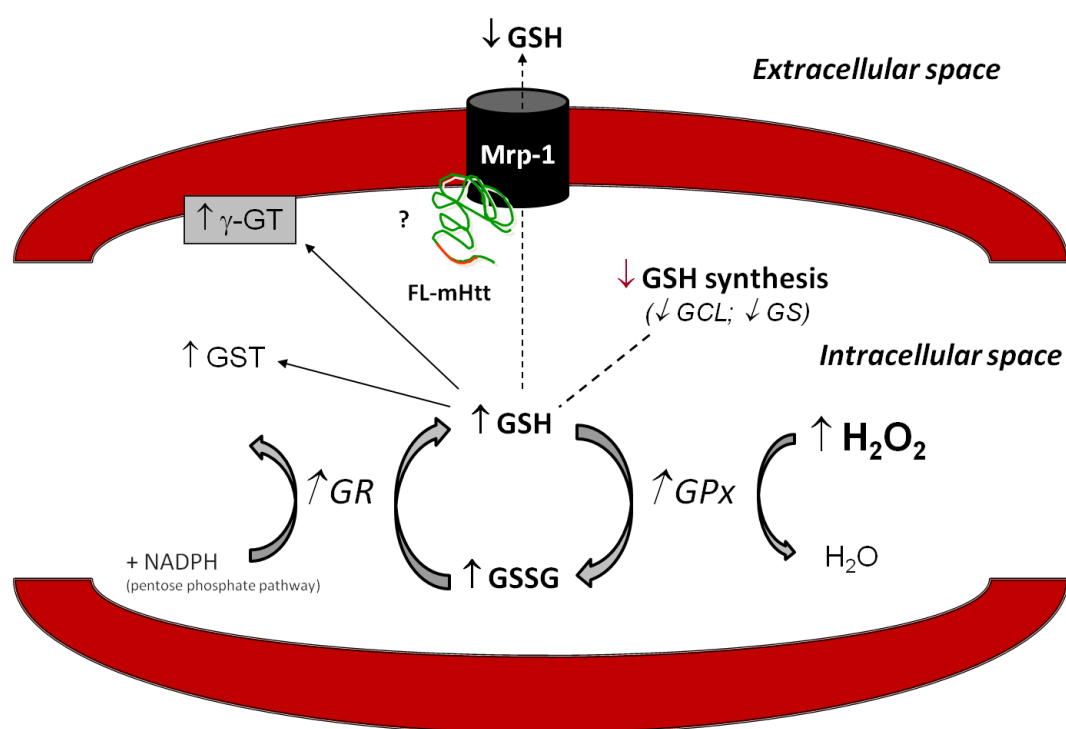 ↓ GSH
Extracellular space
Mrp-1
↑ γ-GT
?
FL-mHtt
↓ GSH synthesis
(↓ GCL; ↓ GS)
↑ GST
Intracellular space
↑ GSH
↑ H₂O₂
↑ GR
↑ GPx
+ NADPH
(pentose phosphate pathway)
↑ GSSG
H₂O